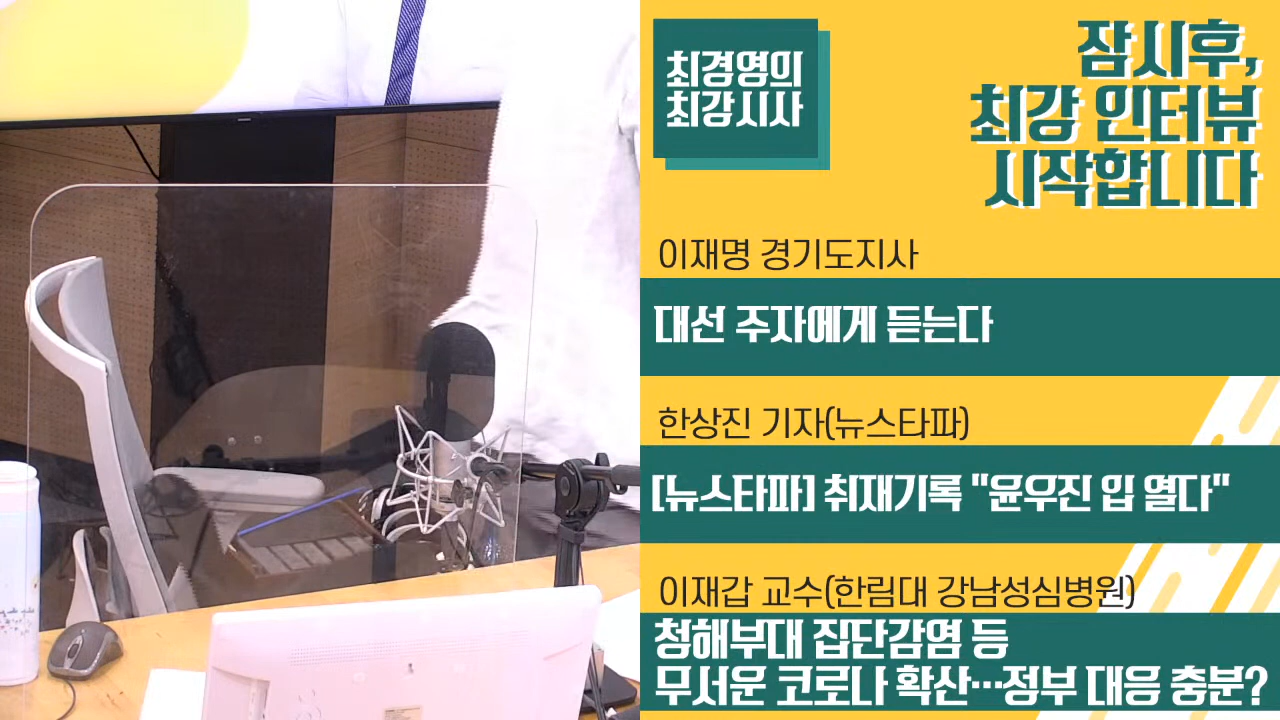 최경영의
최강시사
잠시후,
최강 인터뷰
시작합니다
이재명 경기도지사
대선 주자에게 듣는다
한상진 기자(뉴스타파)
[뉴스타파] 취재기록 "윤우진 입 열다"
이재갑 교수(한림대 강남성심병원)
청해부대 집단감염 등
무서운 코로나 확산…정부 대응 충분?